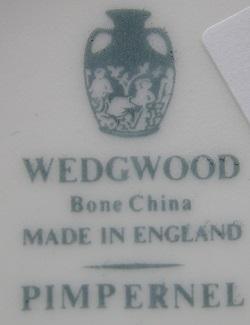 WEDGWOOD
Bone China
MADE IN ENGLAND
PIMPERNEL